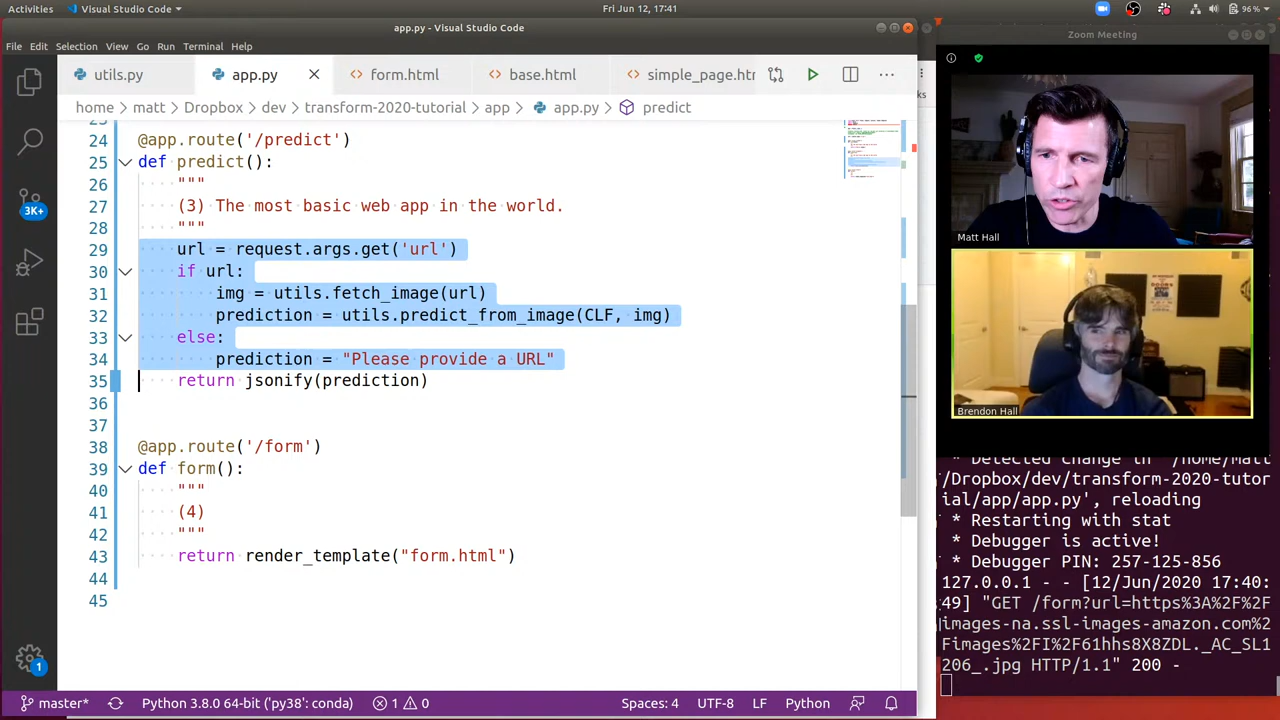 Activities
Visual Studio Code
Fri Jun 12, 17:41
96%
app.py - Visual Studio Code
Zoom Meeting
File Edit Selection View Go Run Terminal Help
utils.py
app.py
form.html
base.html
simple_page.htm
home > matt > Dropbox > dev > transform-2020-tutorial > app > app.py > predict
23
24 @app.route('/predict')
25 def predict():
26 """
27 (3) The most basic web app in the world.
28 """
29 url = request.args.get('url')
30 if url:
31 img = utils.fetch_image(url)
32 prediction = utils.predict_from_image(CLF, img)
33 else:
34 prediction = "Please provide a URL"
35 return jsonify(prediction)
36
37
38 @app.route('/form')
39 def form():
40 """
41 (4)
42 """
43 return render_template("form.html")
44
45
3K+
1
Matt Hall
Brendon Hall
* Detected change in '/home/matt
/Dropbox/dev/transform-2020-tutor
ial/app/app.py', reloading
* Restarting with stat
* Debugger is active!
* Debugger PIN: 257-125-856
127.0.0.1 - - [12/Jun/2020 17:40:
49] "GET /form?url=https%3A%2F%2F
images-na.ssl-images-amazon.com%2
Fimages%2FI%2F61hhs8X8ZDL._AC_SL1
206_.jpg HTTP/1.1" 200 -
master*
Python 3.8.0 64-bit ('py38': conda)
1 0
Spaces: 4
UTF-8
LF
Python